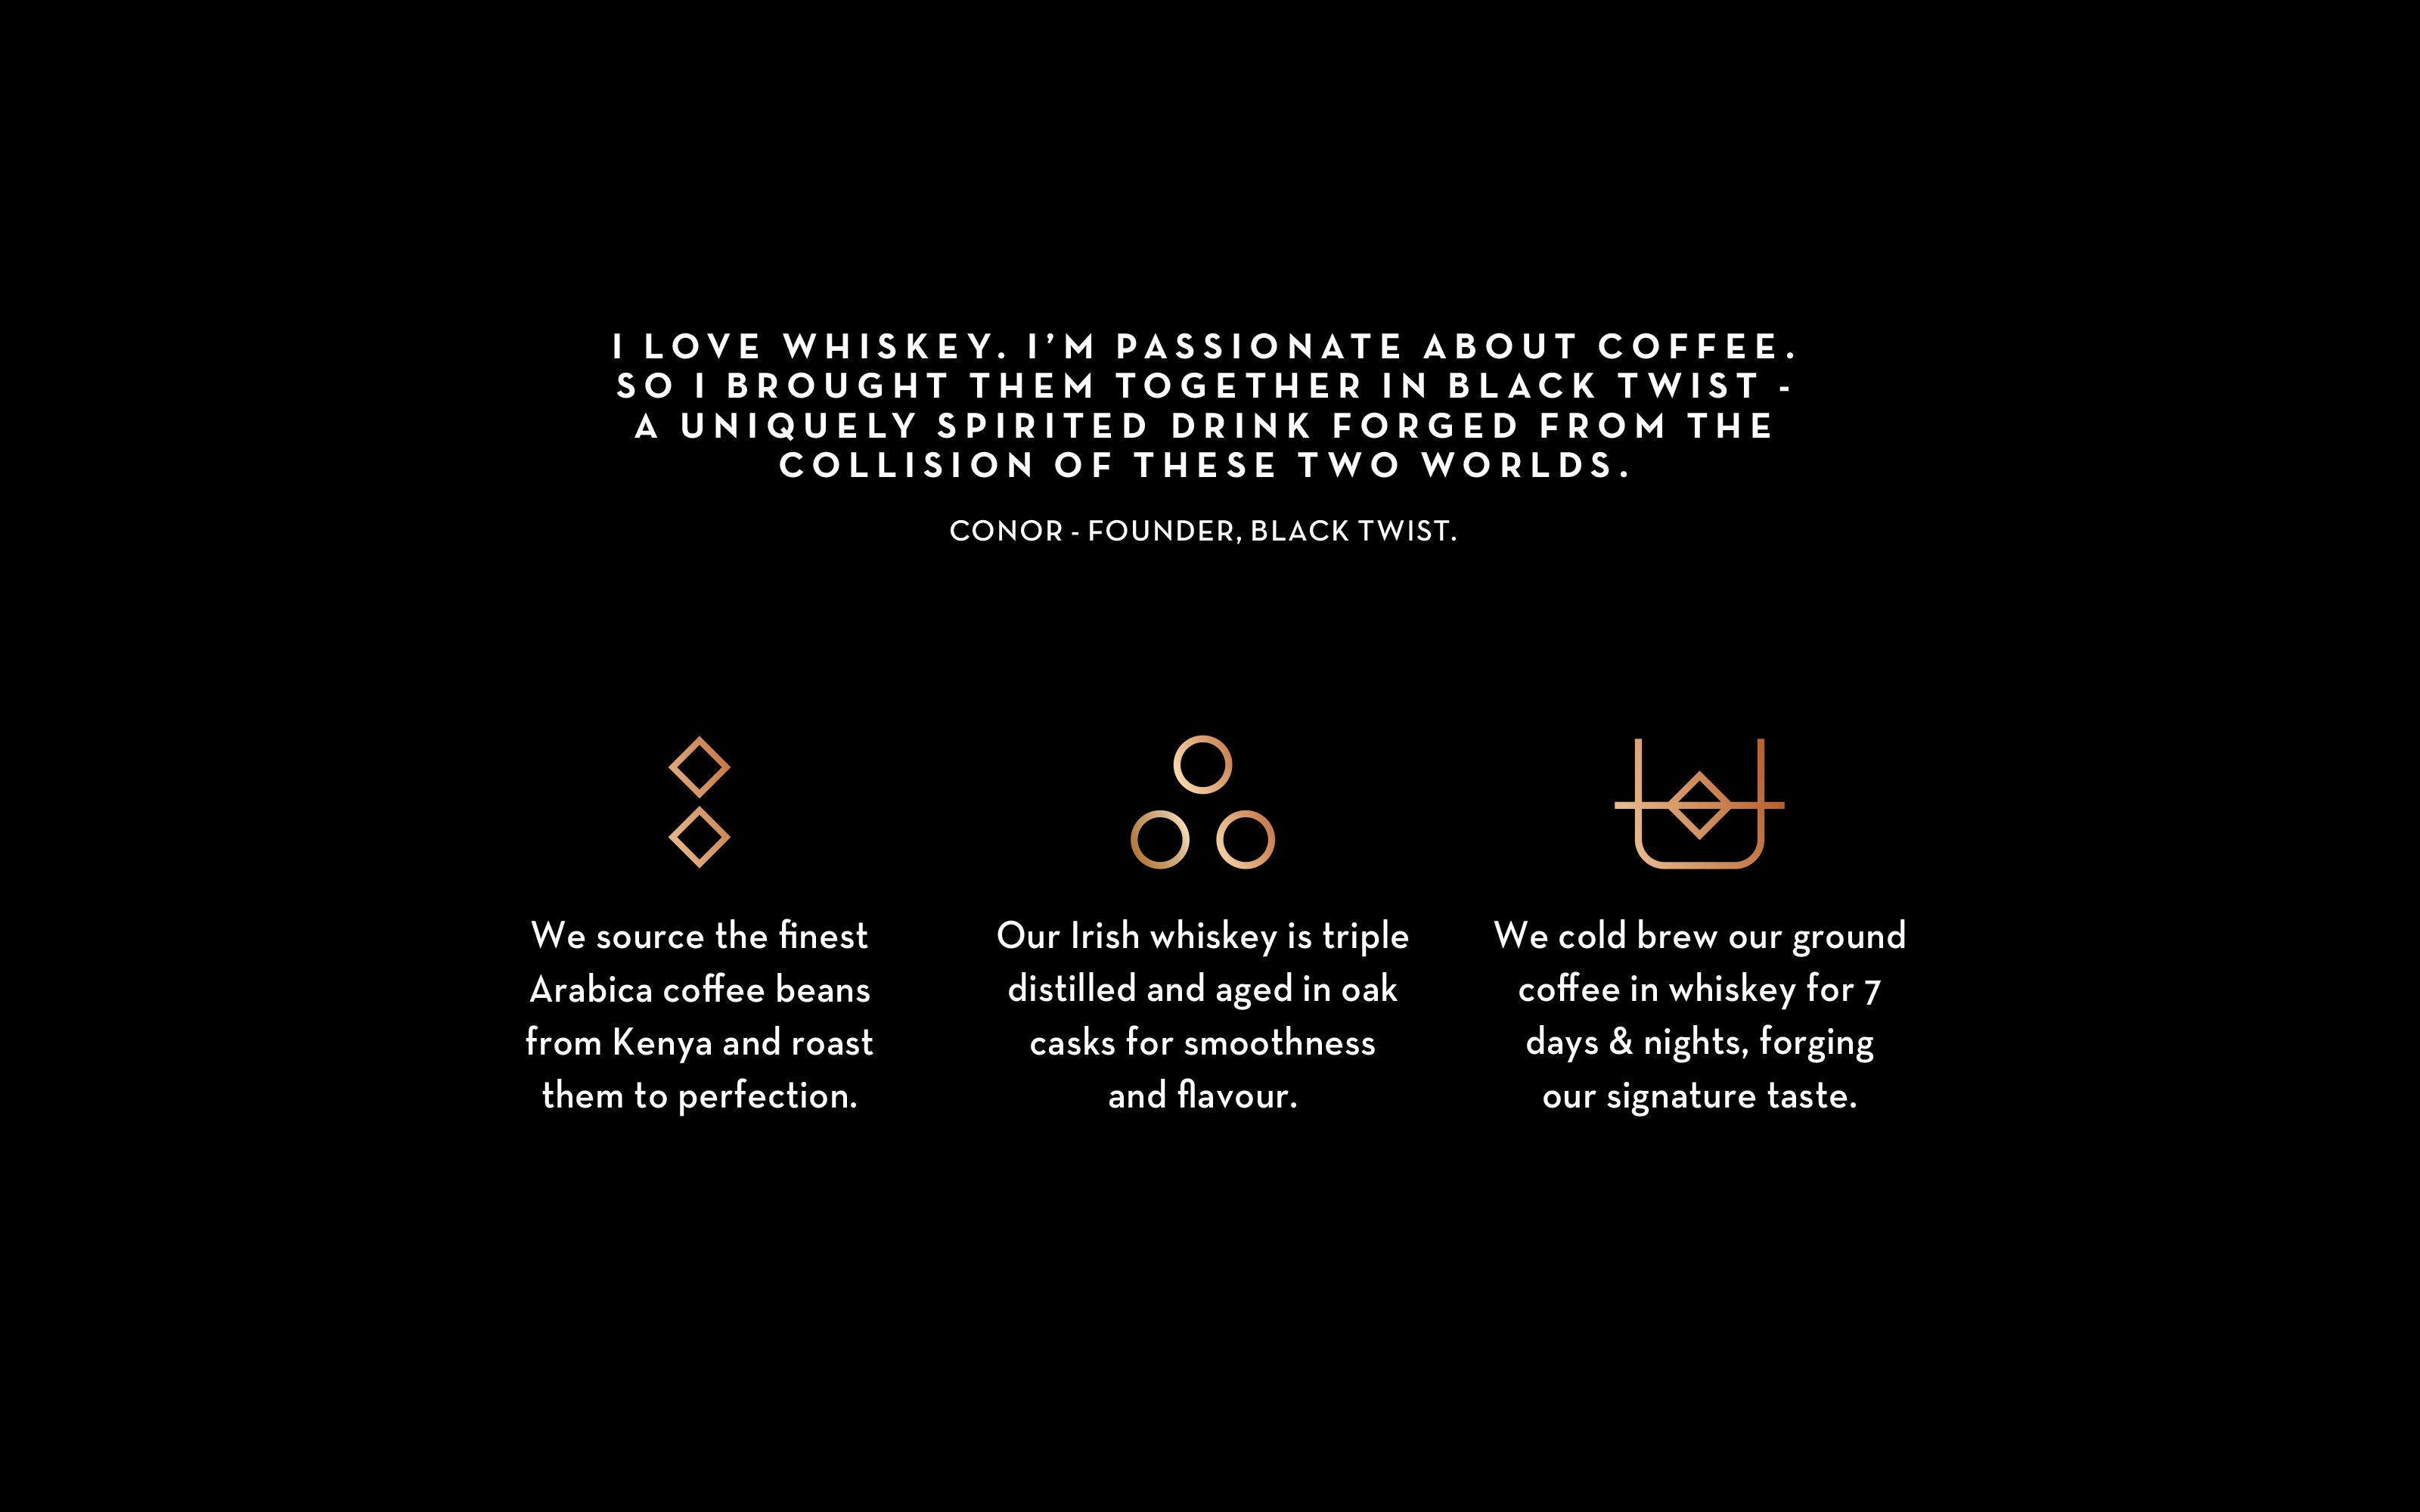 I LOVE WHISKEY. I’M PASSIONATE ABOUT COFFEE.
SO I BROUGHT THEM TOGETHER IN BLACK TWIST -
A UNIQUELY SPIRITED DRINK FORGED FROM THE
COLLISION OF THESE TWO WORLDS.
CONOR - FOUNDER, BLACK TWIST.
We source the finest
Arabica coffee beans
from Kenya and roast
them to perfection.
Our Irish whiskey is triple
distilled and aged in oak
casks for smoothness
and flavour.
We cold brew our ground
coffee in whiskey for 7
days & nights, forging
our signature taste.